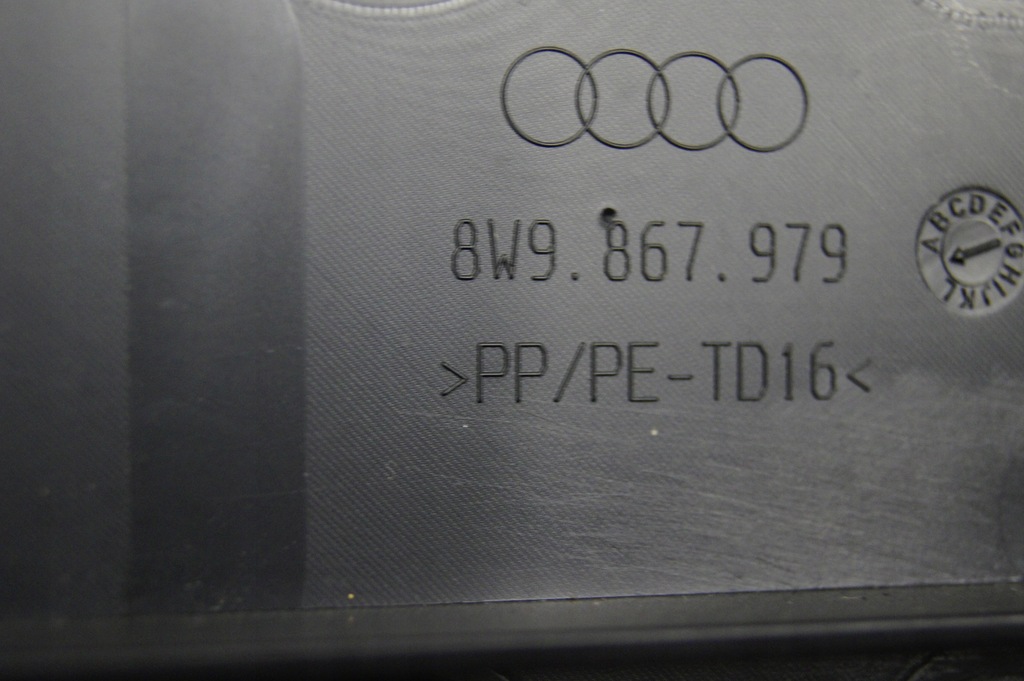 8W9.867.979
ABCDEFGHIJKL
>PP/PE-TD16<